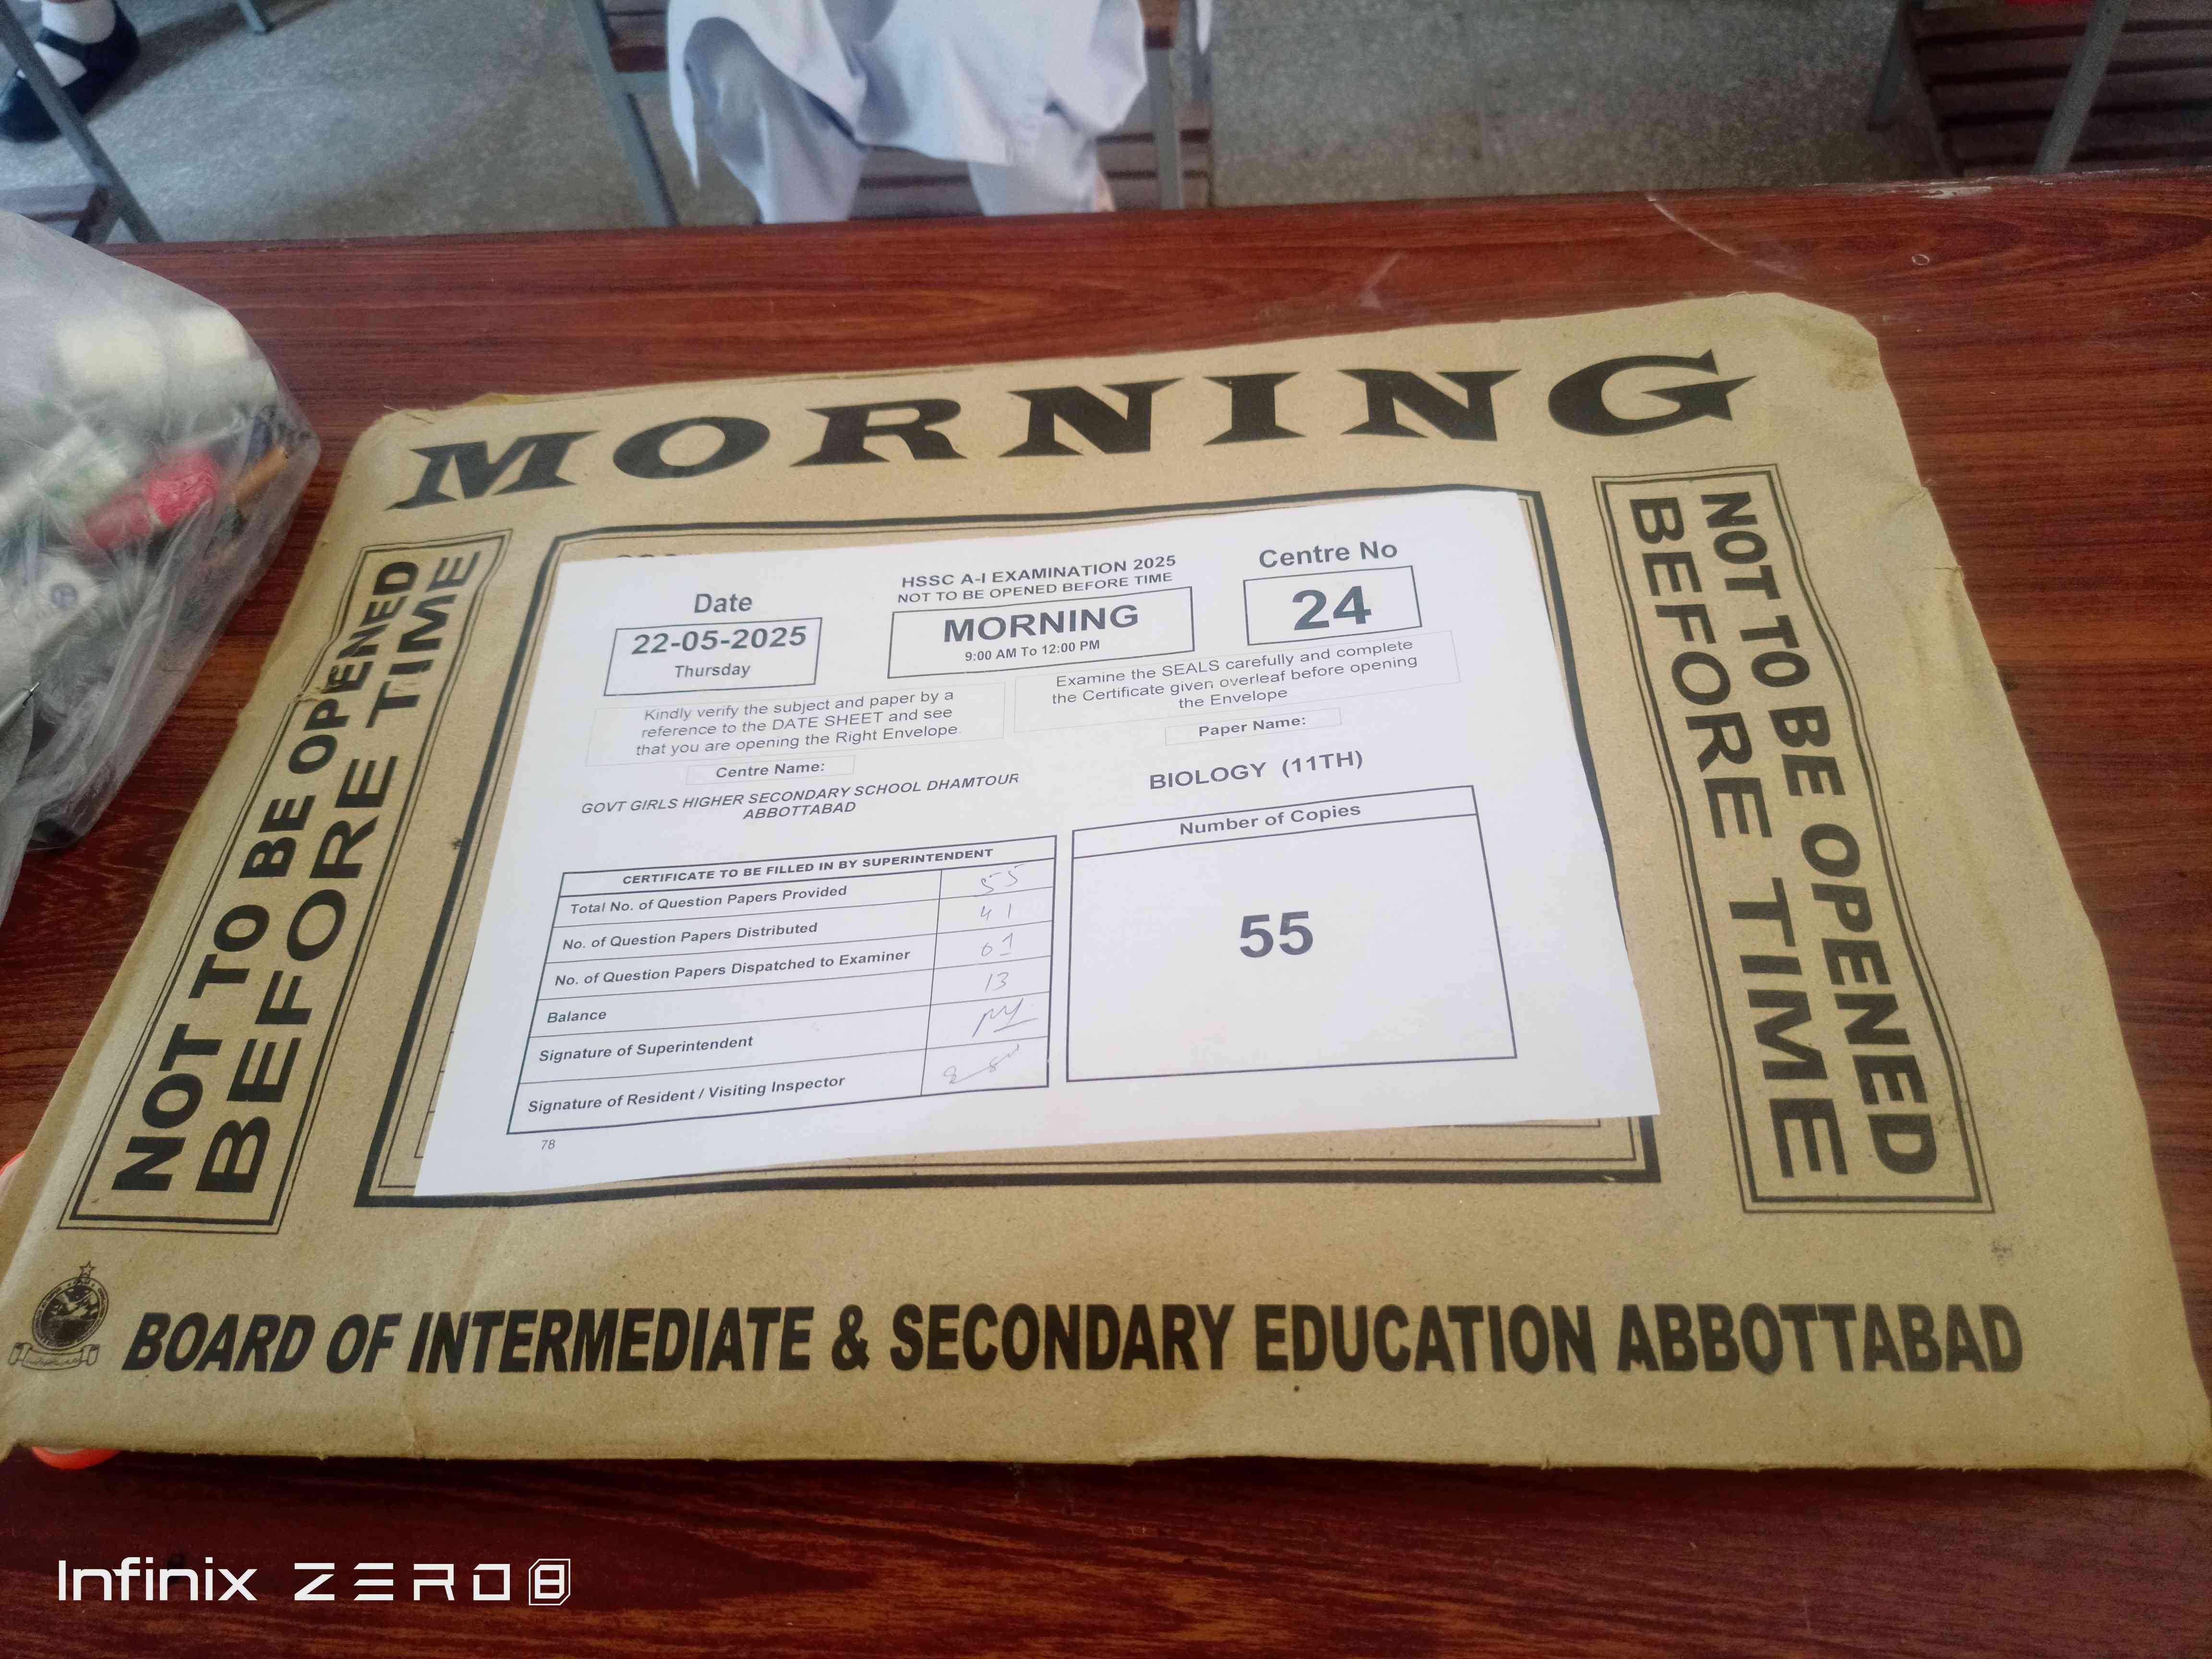 MORNING
NOT TO BE OPENED
BEFORE TIME
NOT TO BE OPENED
BEFORE TIME
Date
22-05-2025
Thursday
HSSC A-I EXAMINATION 2025
NOT TO BE OPENED BEFORE TIME
MORNING
9:00 AM To 12:00 PM
Centre No
24
Kindly verify the subject and paper by a
reference to the DATE SHEET and see
that you are opening the Right Envelope.
Examine the SEALS carefully and complete
the Certificate given overleaf before opening
the Envelope
Centre Name:
GOVT GIRLS HIGHER SECONDARY SCHOOL DHAMTOUR
ABBOTTABAD
Paper Name:
BIOLOGY (11TH)
CERTIFICATE TO BE FILLED IN BY SUPERINTENDENT
Total No. of Question Papers Provided 55
No. of Question Papers Distributed 41
No. of Question Papers Dispatched to Examiner 01
Balance 13
Signature of Superintendent
Signature of Resident / Visiting Inspector
Number of Copies
55
78
BOARD OF INTERMEDIATE & SECONDARY EDUCATION ABBOTTABAD
Infinix ZERO 8